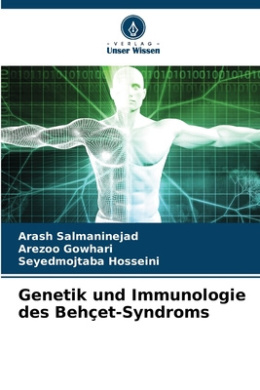 VERLAG
Unser Wissen
Arash Salmaninejad
Arezoo Gowhari
Seyedmojtaba Hosseini
Genetik und Immunologie
des Behçet-Syndroms